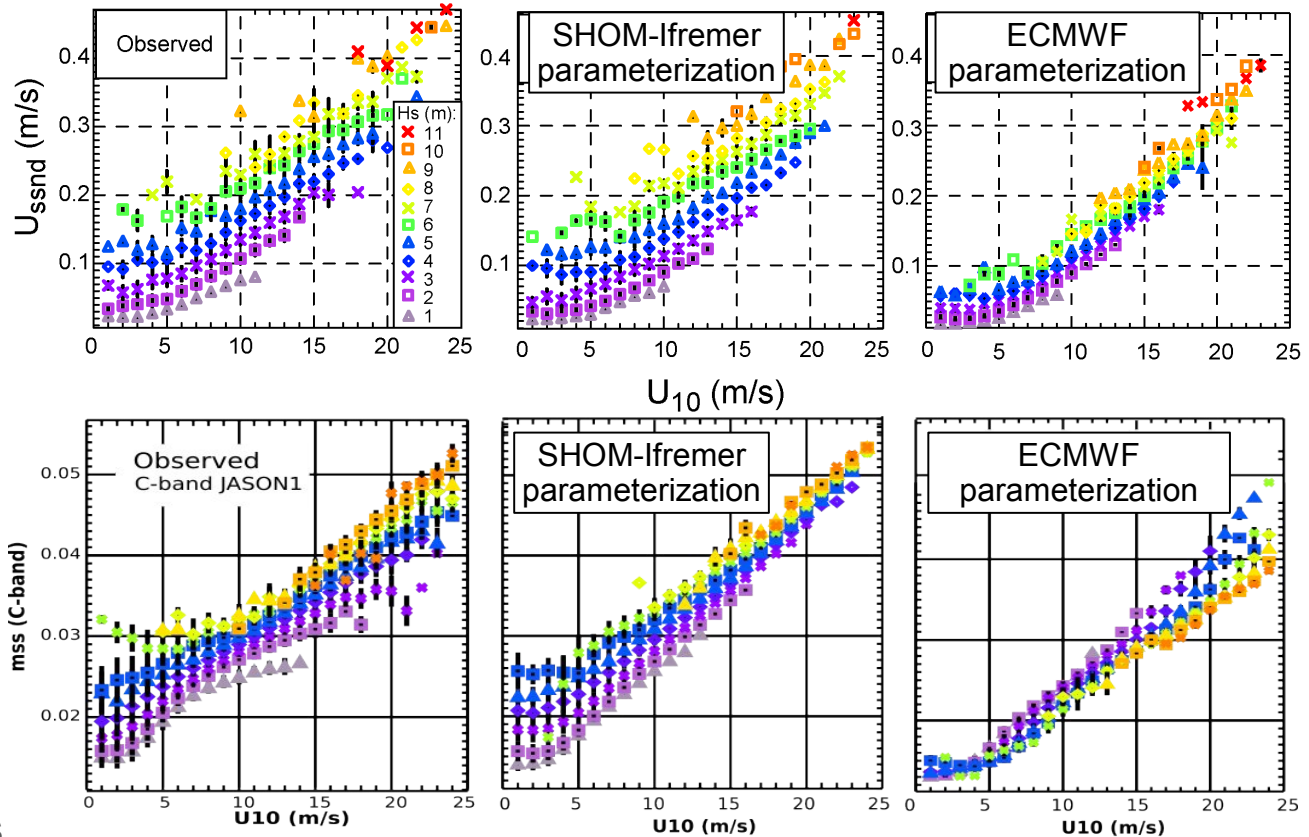 Observed
SHOM-Ifremer
parameterization
ECMWF
parameterization
U_ssnd (m/s)
0.4
0.3
0.2
0.1
Hs (m):
11
10
9
8
7
6
5
4
3
2
1
0 5 10 15 20 25
0 5 10 15 20 25
0 5 10 15 20 25
0.4
0.3
0.2
0.1
0.4
0.3
0.2
0.1
U_10 (m/s)
Observed
C-band JASON1
SHOM-Ifremer
parameterization
ECMWF
parameterization
mss (C-band)
0.05
0.04
0.03
0.02
0 5 10 15 20 25
0 5 10 15 20 25
0 5 10 15 20 25
U10 (m/s)
U10 (m/s)
U10 (m/s)